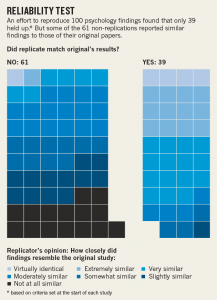 RELIABILITY TEST
An effort to reproduce 100 psychology findings found that only 39
held up.* But some of the 61 non-replications reported similar
findings to those of their original papers.
Did replicate match original's results?
NO: 61 YES: 39
Replicator's opinion: How closely did
findings resemble the original study:
Virtually identical Extremely similar Very similar
Moderately similar Somewhat similar Slightly similar
Not at all similar
* based on criteria set at the start of each study